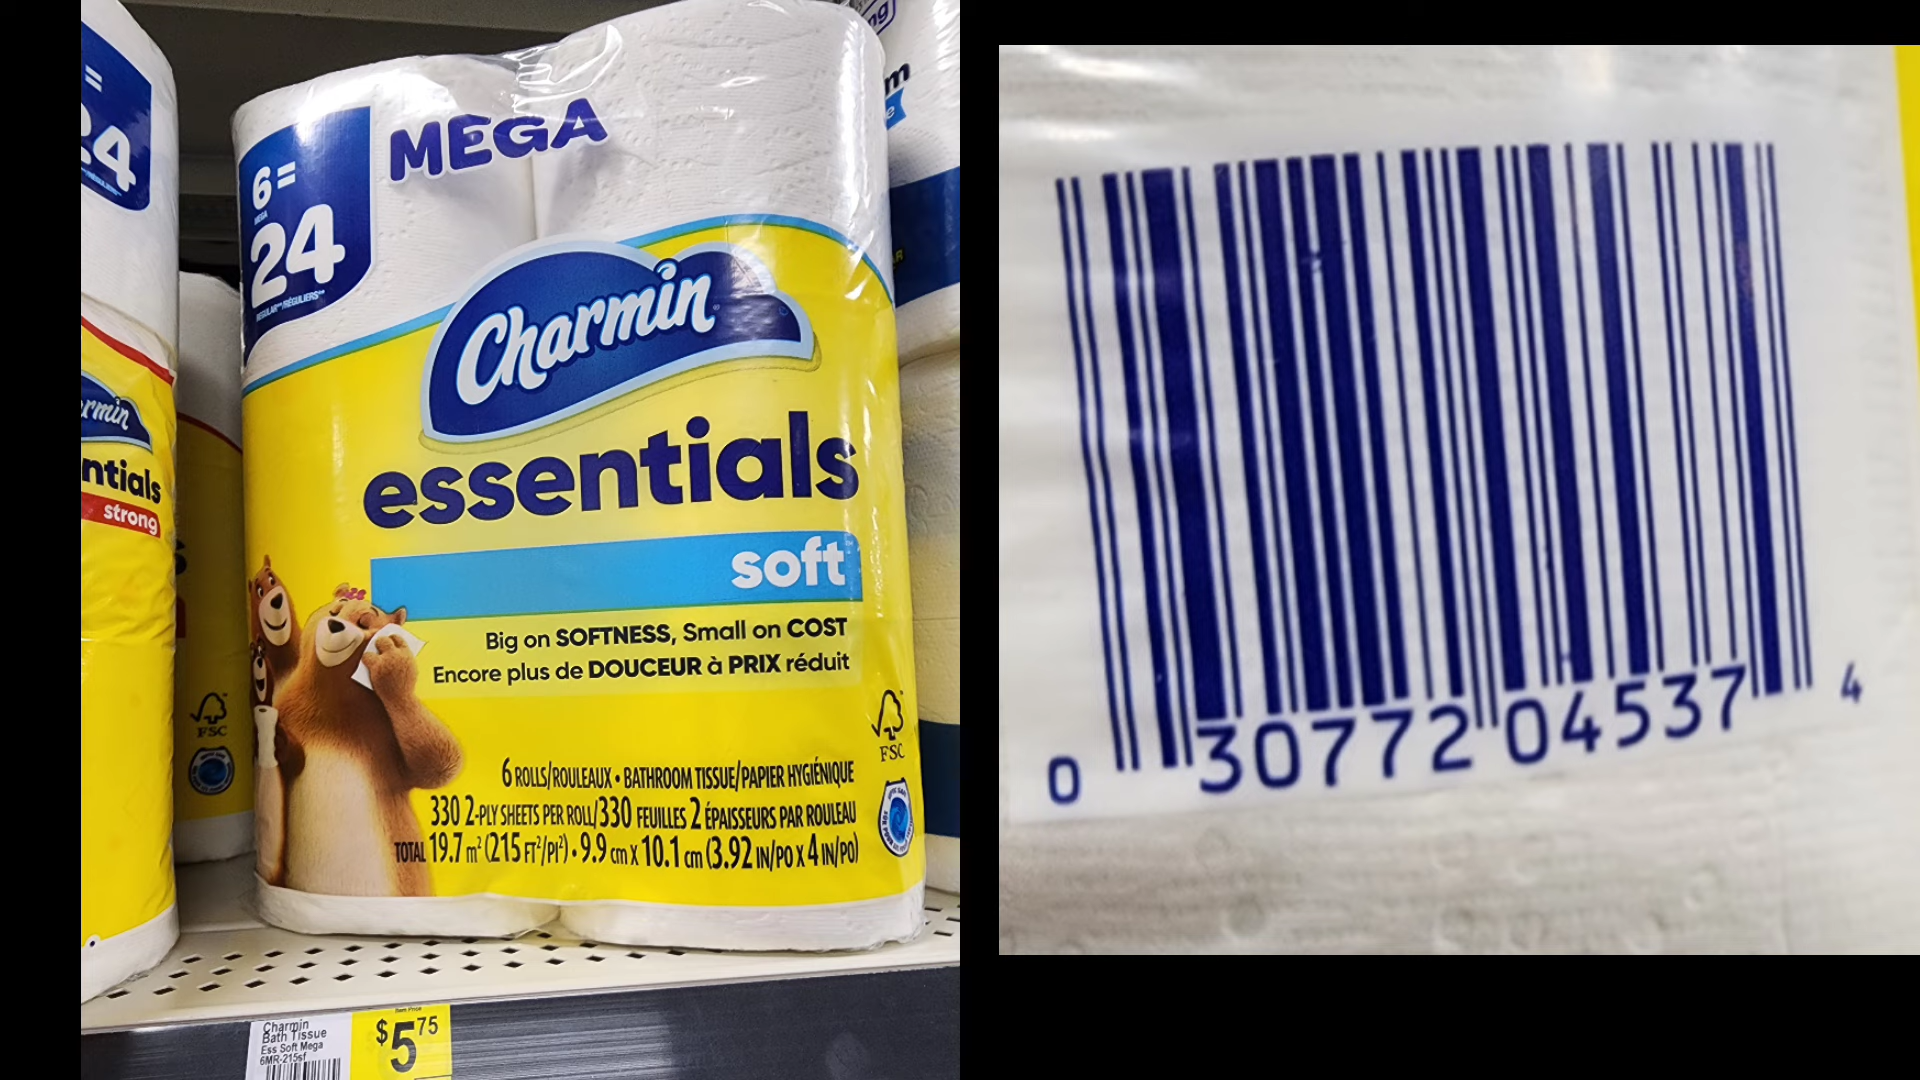 =
24
rmin
ntials
strong
FSC
MEGA
6=
MEGA
24
REGULAR**/RÉGULIERS**
Charmin
essentials
soft
Big on SOFTNESS, Small on COST
Encore plus de DOUCEUR à PRIX réduit
FSC
6 ROLLS/ROULEAUX • BATHROOM TISSUE/PAPIER HYGIÉNIQUE
330 2-PLY SHEETS PER ROLL/330 FEUILLES 2 ÉPAISSEURS PAR ROULEAU
TOTAL 19.7 m² (215 FT²/PI²) • 9.9 cm X 10.1 cm (3.92 IN/PO X 4 IN/PO)
ng
m
e
Charmin
Bath Tissue
Ess Soft Mega
6MR-215sf
Item Price
$5 75
0 30772 04537 4